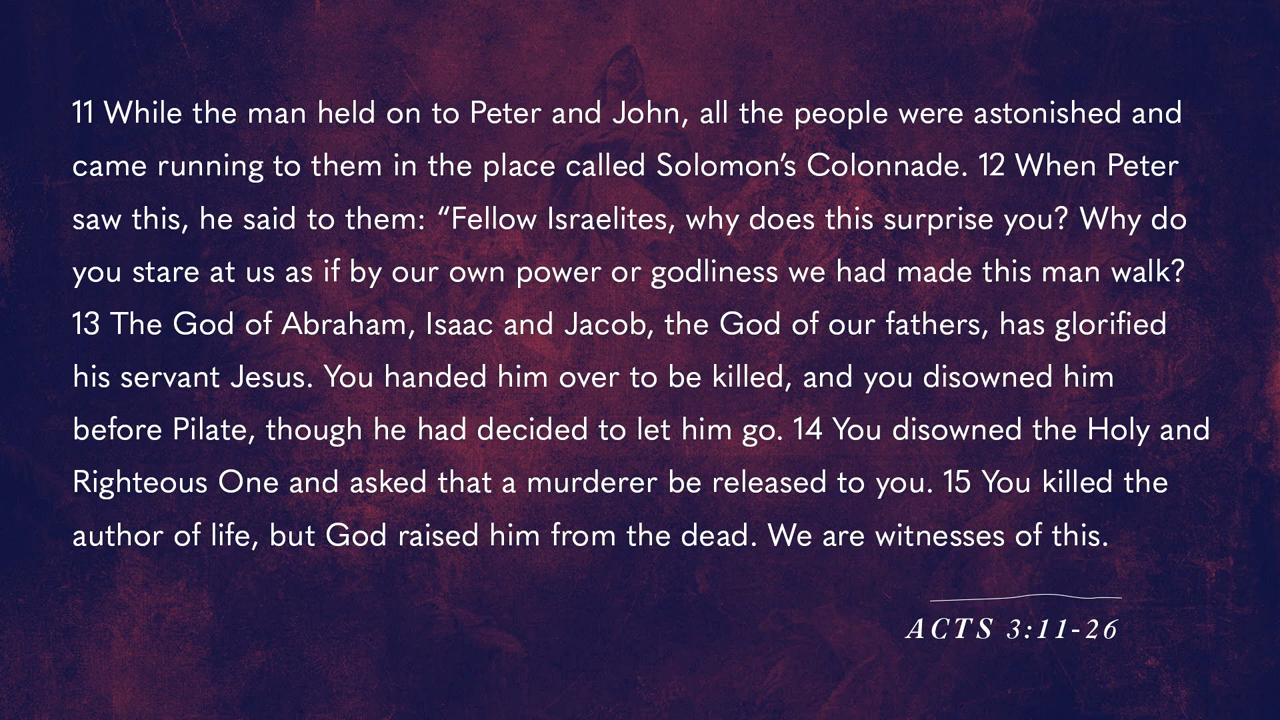 11 While the man held on to Peter and John, all the people were astonished and
came running to them in the place called Solomon’s Colonnade. 12 When Peter
saw this, he said to them: “Fellow Israelites, why does this surprise you? Why do
you stare at us as if by our own power or godliness we had made this man walk?
13 The God of Abraham, Isaac and Jacob, the God of our fathers, has glorified
his servant Jesus. You handed him over to be killed, and you disowned him
before Pilate, though he had decided to let him go. 14 You disowned the Holy and
Righteous One and asked that a murderer be released to you. 15 You killed the
author of life, but God raised him from the dead. We are witnesses of this.
ACTS 3:11-26